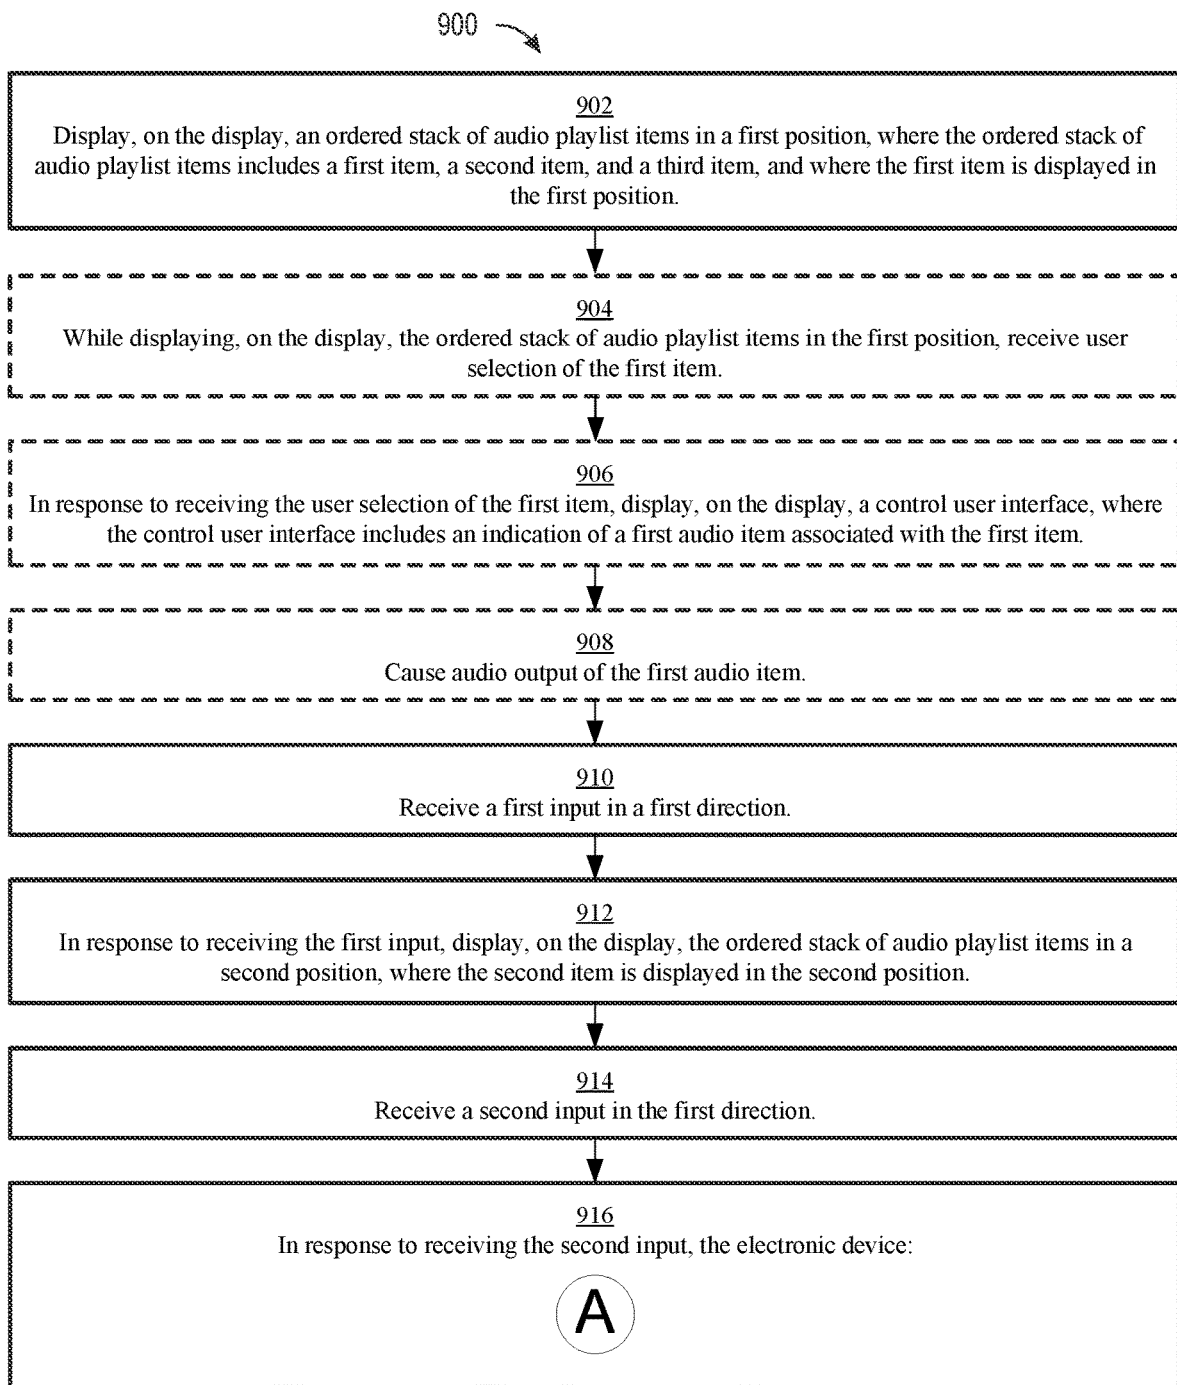 900
902
Display, on the display, an ordered stack of audio playlist items in a first position, where the ordered stack of
audio playlist items includes a first item, a second item, and a third item, and where the first item is displayed in
the first position.
904
While displaying, on the display, the ordered stack of audio playlist items in the first position, receive user
selection of the first item.
906
In response to receiving the user selection of the first item, display, on the display, a control user interface, where
the control user interface includes an indication of a first audio item associated with the first item.
908
Cause audio output of the first audio item.
910
Receive a first input in a first direction.
912
In response to receiving the first input, display, on the display, the ordered stack of audio playlist items in a
second position, where the second item is displayed in the second position.
914
Receive a second input in the first direction.
916
In response to receiving the second input, the electronic device:
A